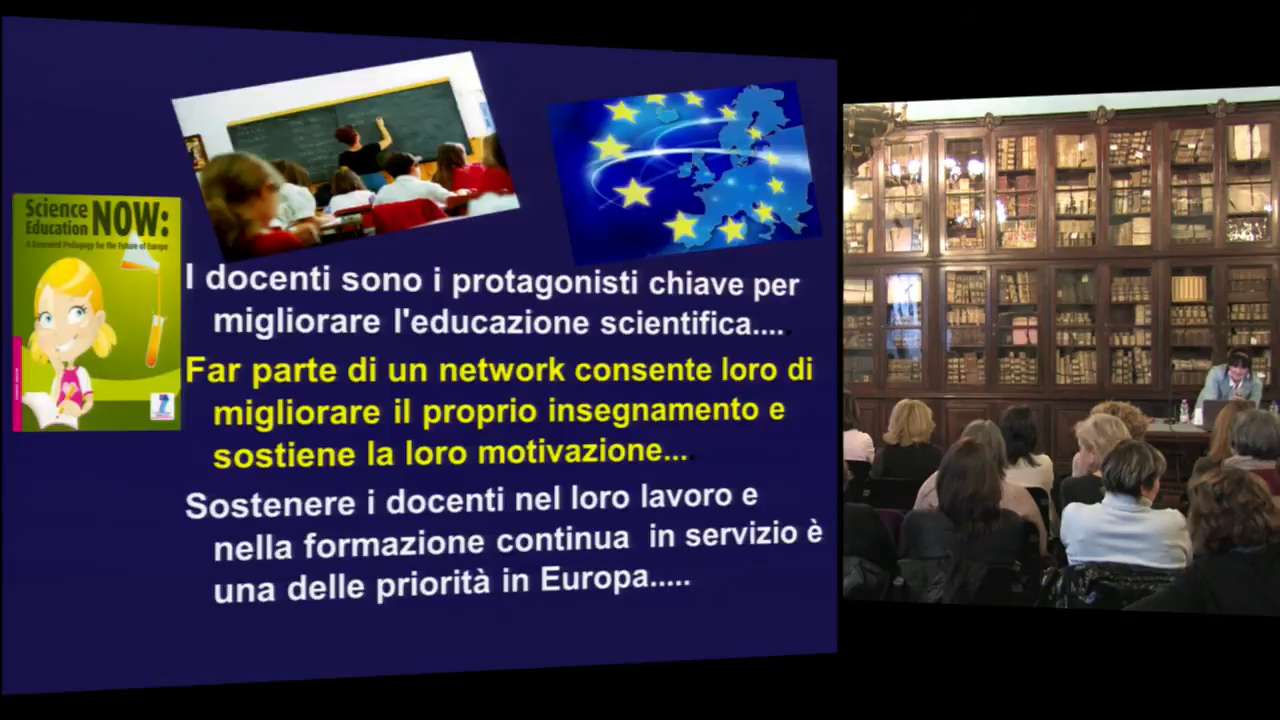 Science
Education NOW:
A Renewed Pedagogy for the Future of Europe
I docenti sono i protagonisti chiave per
migliorare l'educazione scientifica.....
Far parte di un network consente loro di
migliorare il proprio insegnamento e
sostiene la loro motivazione....
Sostenere i docenti nel loro lavoro e
nella formazione continua in servizio è
una delle priorità in Europa.....